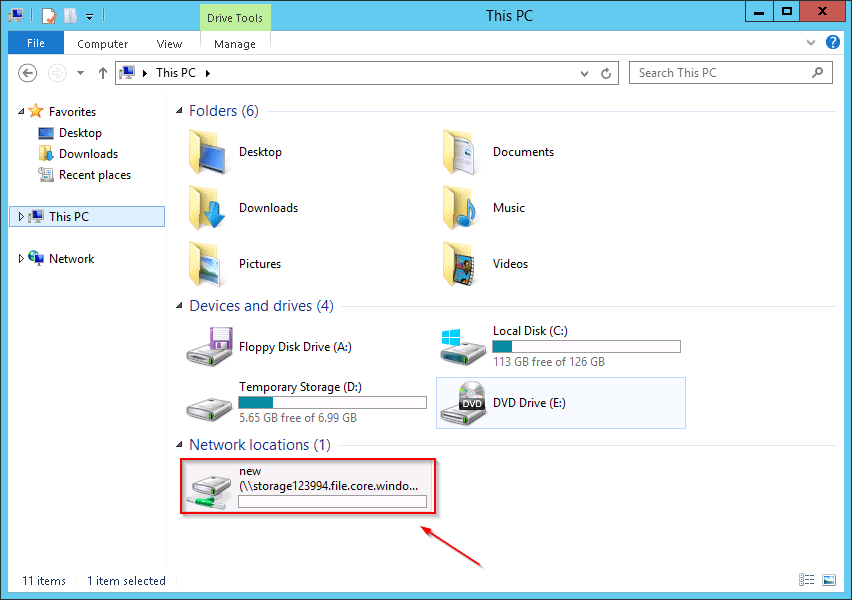 Drive Tools
This PC
File
Computer
View
Manage
This PC
Search This PC
Favorites
Desktop
Downloads
Recent places
This PC
Network
Folders (6)
Desktop
Documents
Downloads
Music
Pictures
Videos
Devices and drives (4)
Floppy Disk Drive (A:)
Local Disk (C:)
113 GB free of 126 GB
Temporary Storage (D:)
5.65 GB free of 6.99 GB
DVD
DVD Drive (E:)
Network locations (1)
new
(\\storage123994.file.core.windo...
11 items
1 item selected